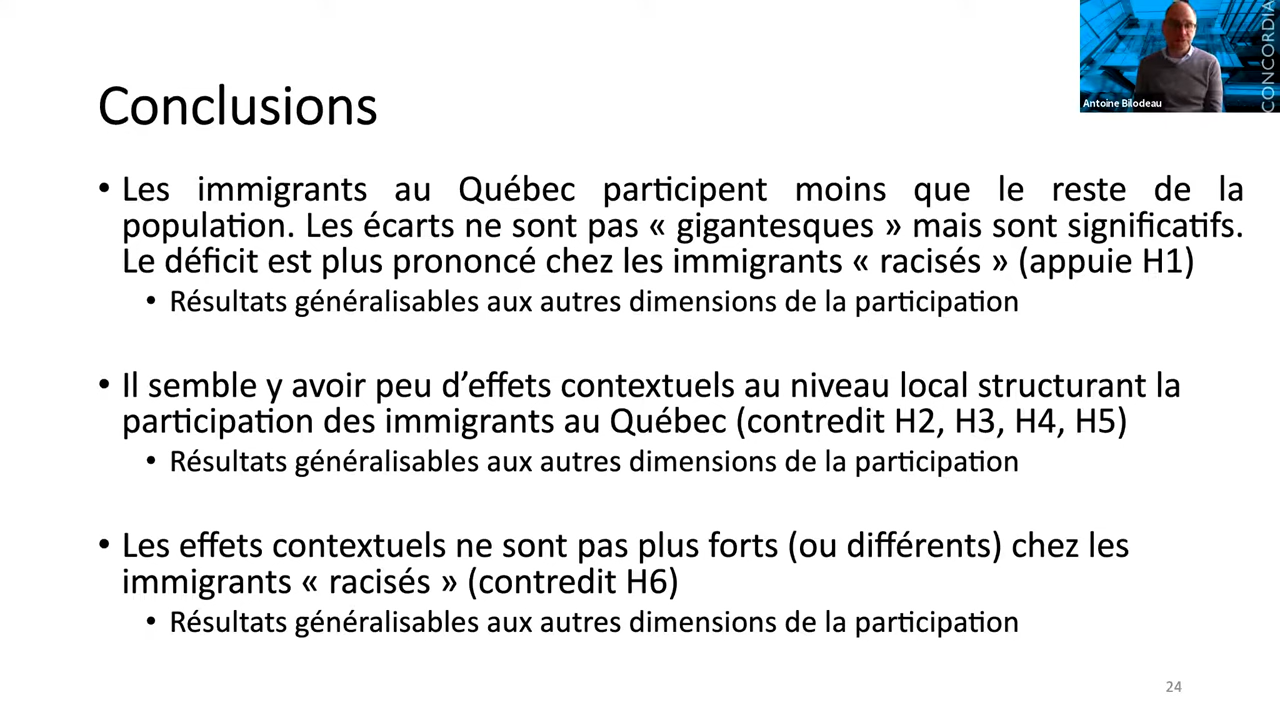 CONCORDIA
Antoine Bilodeau
Conclusions
• Les immigrants au Québec participent moins que le reste de la
population. Les écarts ne sont pas « gigantesques » mais sont significatifs.
Le déficit est plus prononcé chez les immigrants « racisés » (appuie H1)
• Résultats généralisables aux autres dimensions de la participation
• Il semble y avoir peu d’effets contextuels au niveau local structurant la
participation des immigrants au Québec (contredit H2, H3, H4, H5)
• Résultats généralisables aux autres dimensions de la participation
• Les effets contextuels ne sont pas plus forts (ou différents) chez les
immigrants « racisés » (contredit H6)
• Résultats généralisables aux autres dimensions de la participation
24